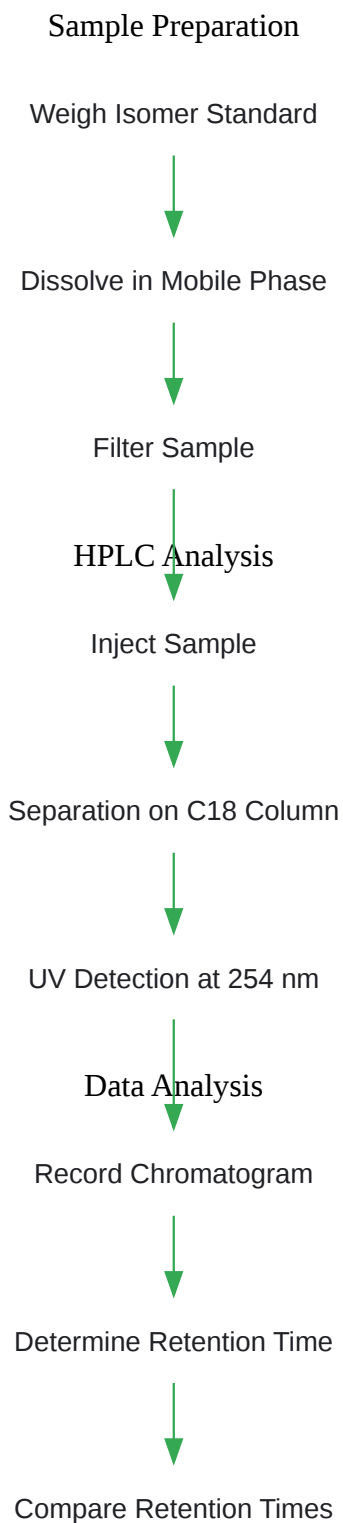 Sample Preparation
Weigh Isomer Standard
Dissolve in Mobile Phase
Filter Sample
HPLC Analysis
Inject Sample
Separation on C18 Column
UV Detection at 254 nm
Data Analysis
Record Chromatogram
Determine Retention Time
Compare Retention Times